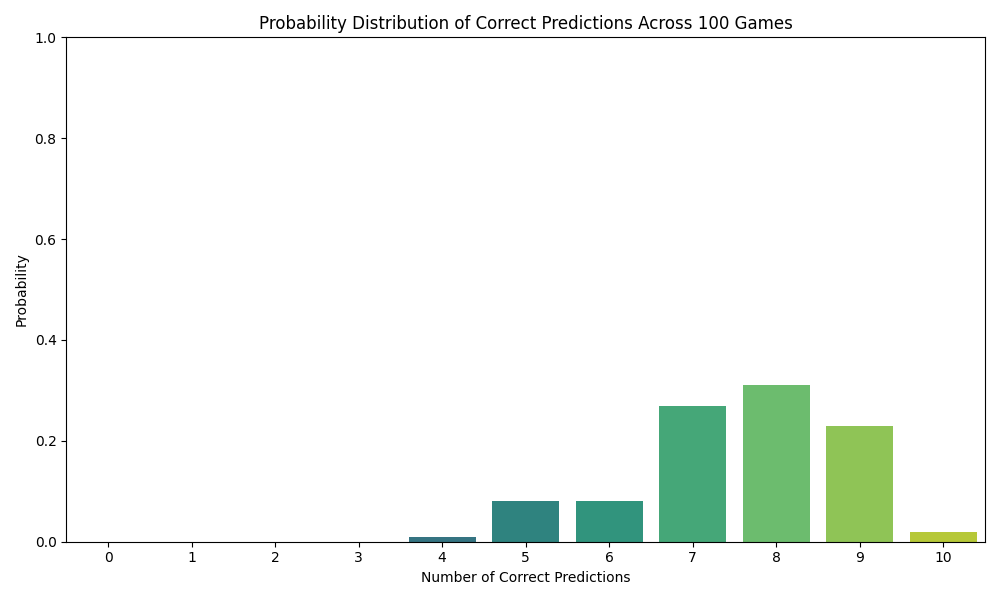 Probability Distribution of Correct Predictions Across 100 Games
1.0
0.8
0.6
0.4
0.2
0.0
Probability
0 1 2 3 4 5 6 7 8 9 10
Number of Correct Predictions